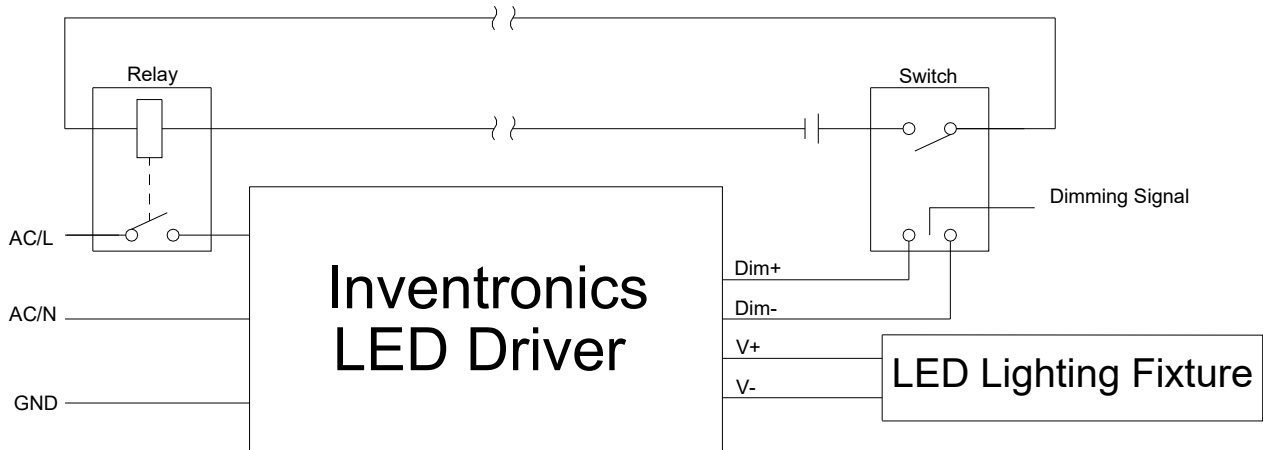 Relay
Switch
Dimming Signal
AC/L
AC/N
GND
Inventronics
LED Driver
Dim+
Dim-
V+
V-
LED Lighting Fixture